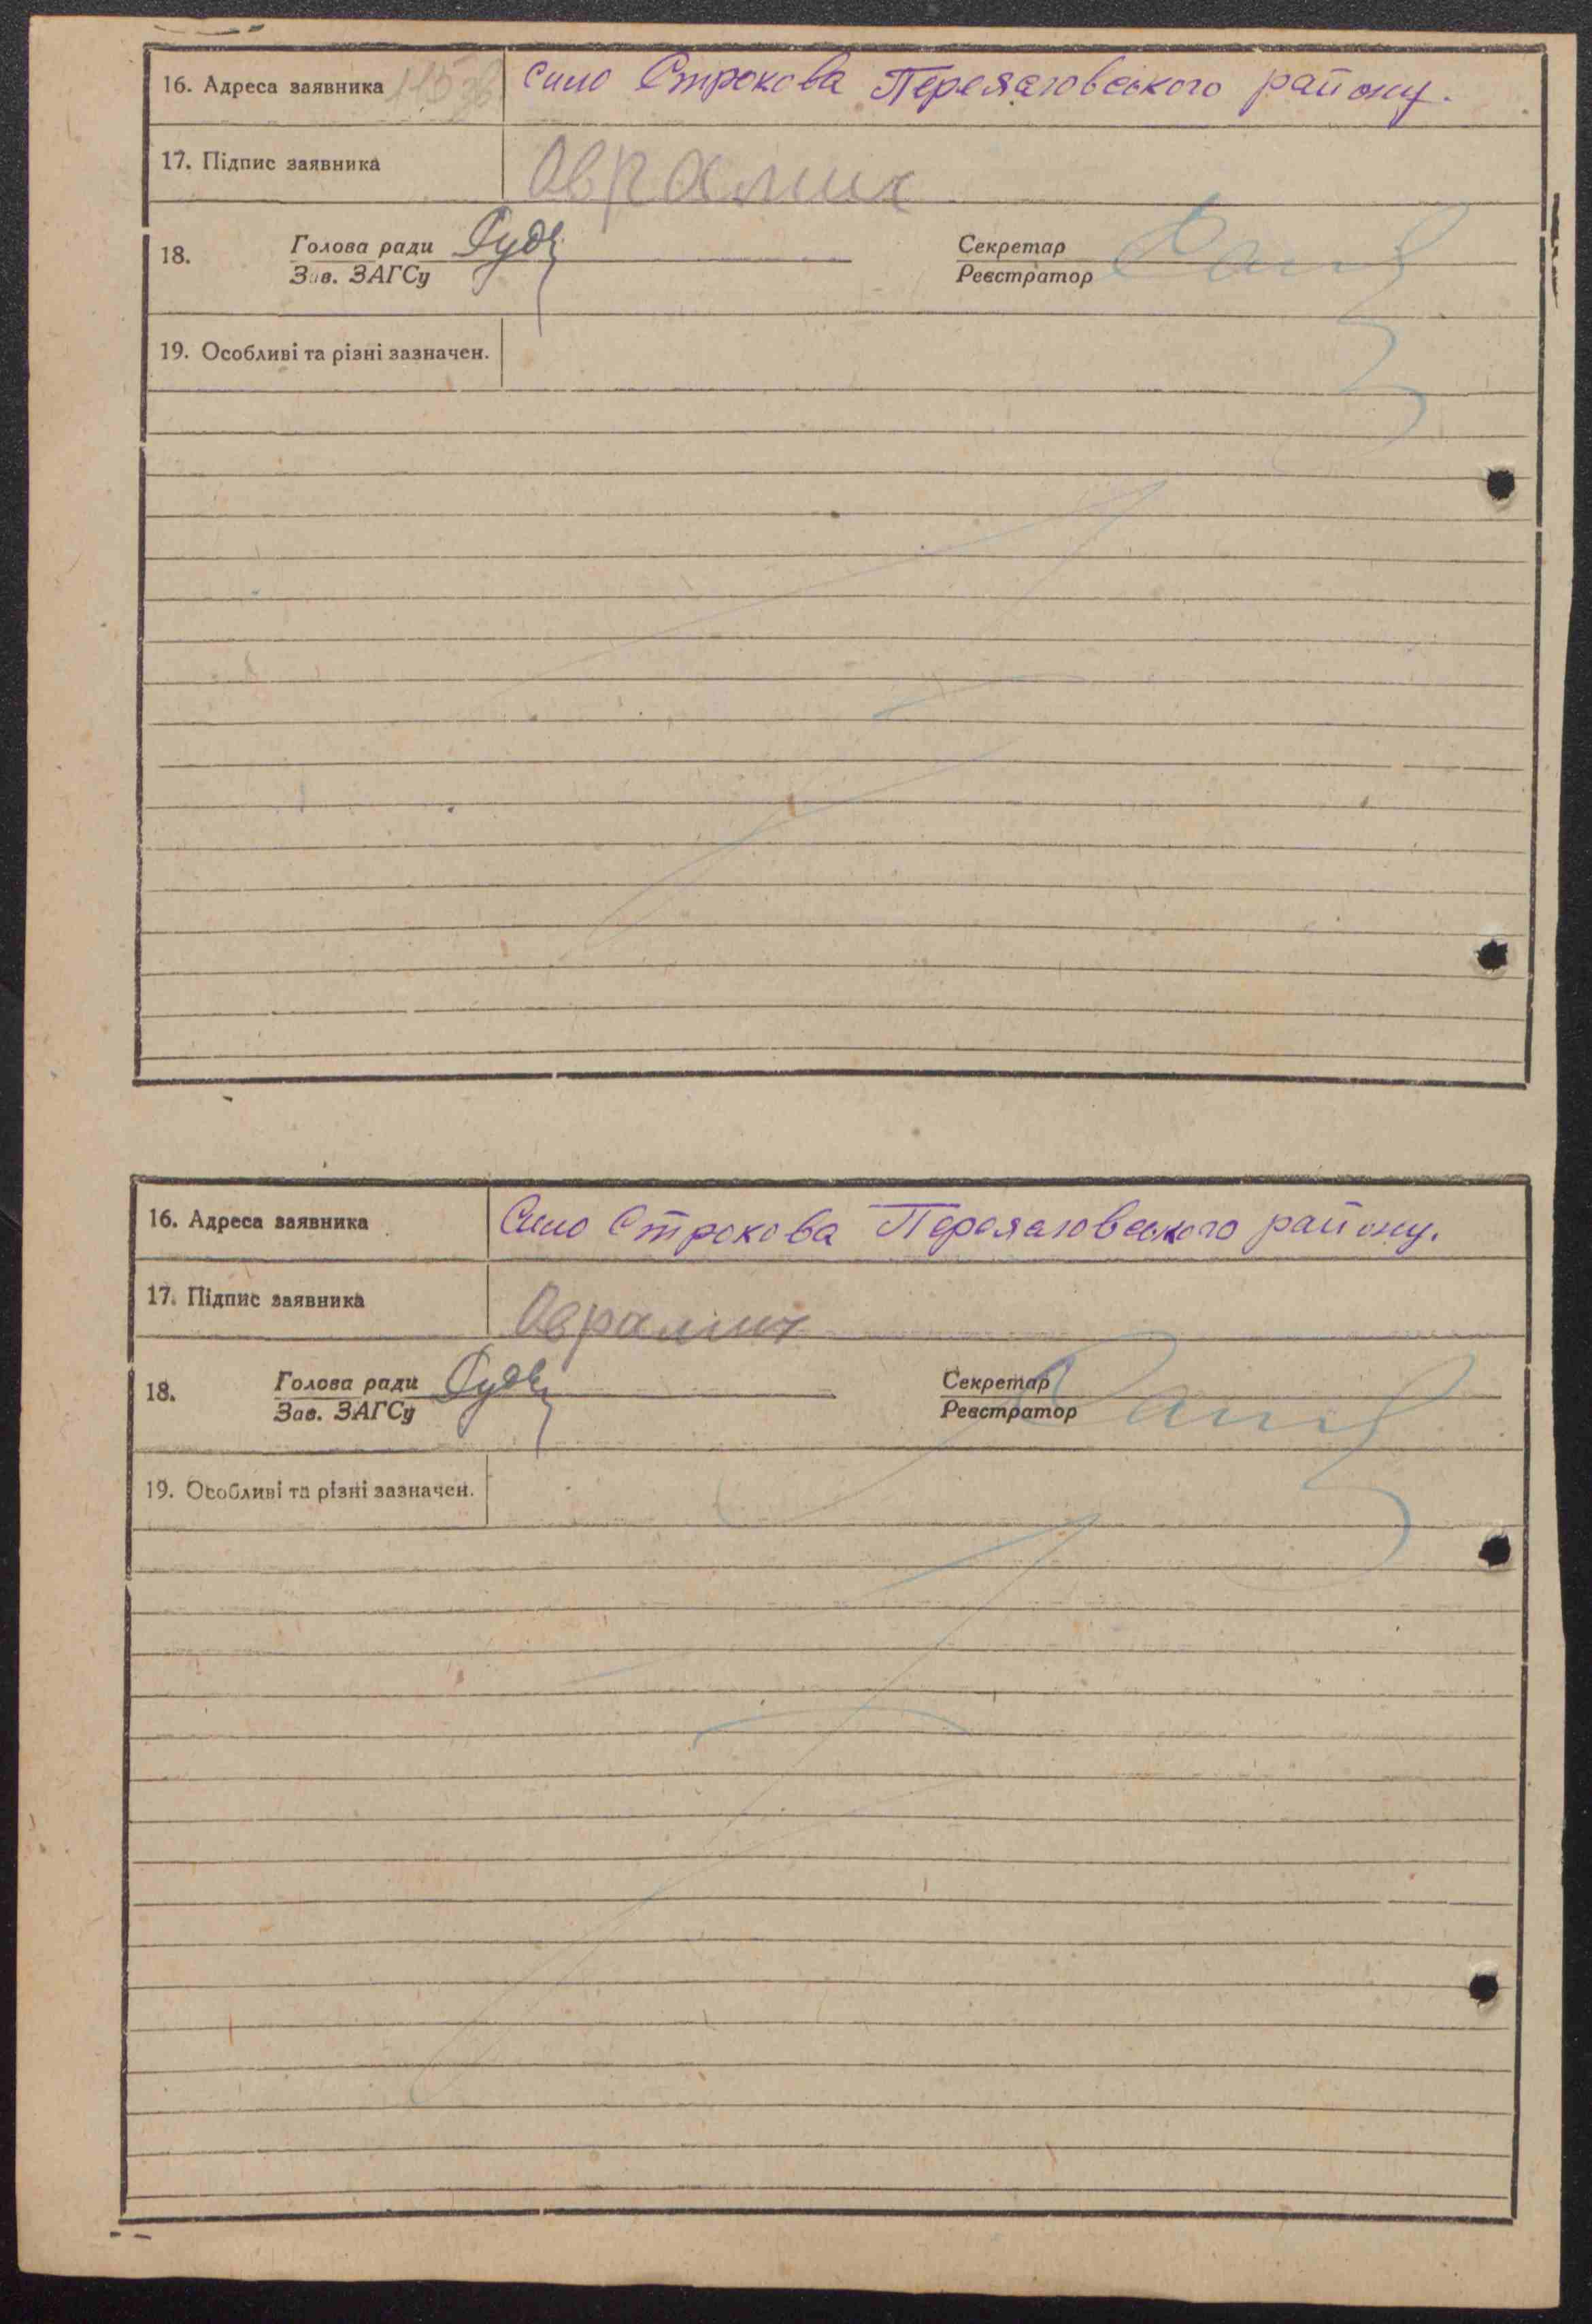 16. Адреса заявника село Строкова Переяславського району.
17. Підпис заявника Аврамич
18. Голова ради Секретар
Зав. ЗАГСу Реєстратор
19. Особливі та різні зазначен.
16. Адреса заявника Село Строкова Переяславського району.
17. Підпис заявника
18. Голова ради Секретар
Зав. ЗАГСу Реєстратор
19. Особливі та різні зазначен.